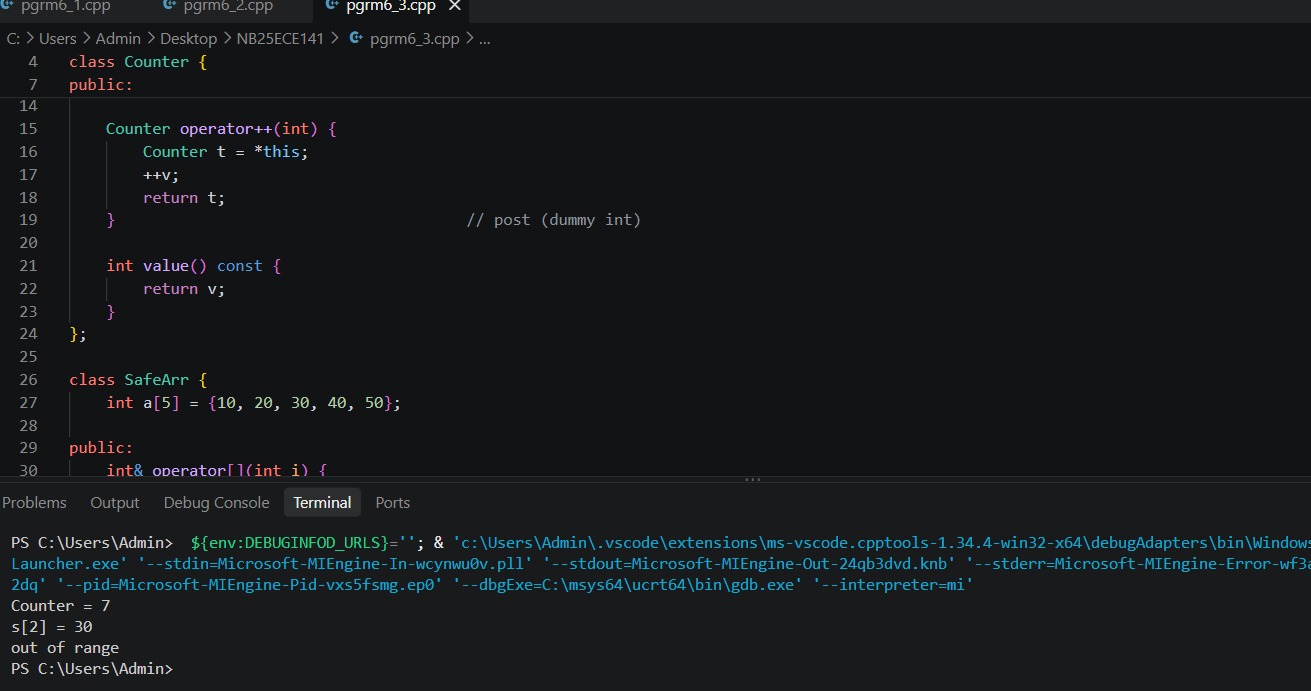 pgrm6_1.cpp pgrm6_2.cpp pgrm6_3.cpp
C: > Users > Admin > Desktop > NB25ECE141 > pgrm6_3.cpp > ...
4 class Counter {
7 public:
14
15 Counter operator++(int) {
16 Counter t = *this;
17 ++v;
18 return t;
19 } // post (dummy int)
20
21 int value() const {
22 return v;
23 }
24 };
25
26 class SafeArr {
27 int a[5] = {10, 20, 30, 40, 50};
28
29 public:
30 int& operator[](int i) {
Problems Output Debug Console Terminal Ports
PS C:\Users\Admin> ${env:DEBUGINFOD_URLS}=''; & 'c:\Users\Admin\.vscode\extensions\ms-vscode.cpptools-1.34.4-win32-x64\debugAdapters\bin\Windows
Launcher.exe' '--stdin=Microsoft-MIEngine-In-wcynwu0v.pll' '--stdout=Microsoft-MIEngine-Out-24qb3dvd.knb' '--stderr=Microsoft-MIEngine-Error-wf3a
2dq' '--pid=Microsoft-MIEngine-Pid-vxs5fsmg.ep0' '--dbgExe=C:\msys64\ucrt64\bin\gdb.exe' '--interpreter=mi'
Counter = 7
s[2] = 30
out of range
PS C:\Users\Admin>